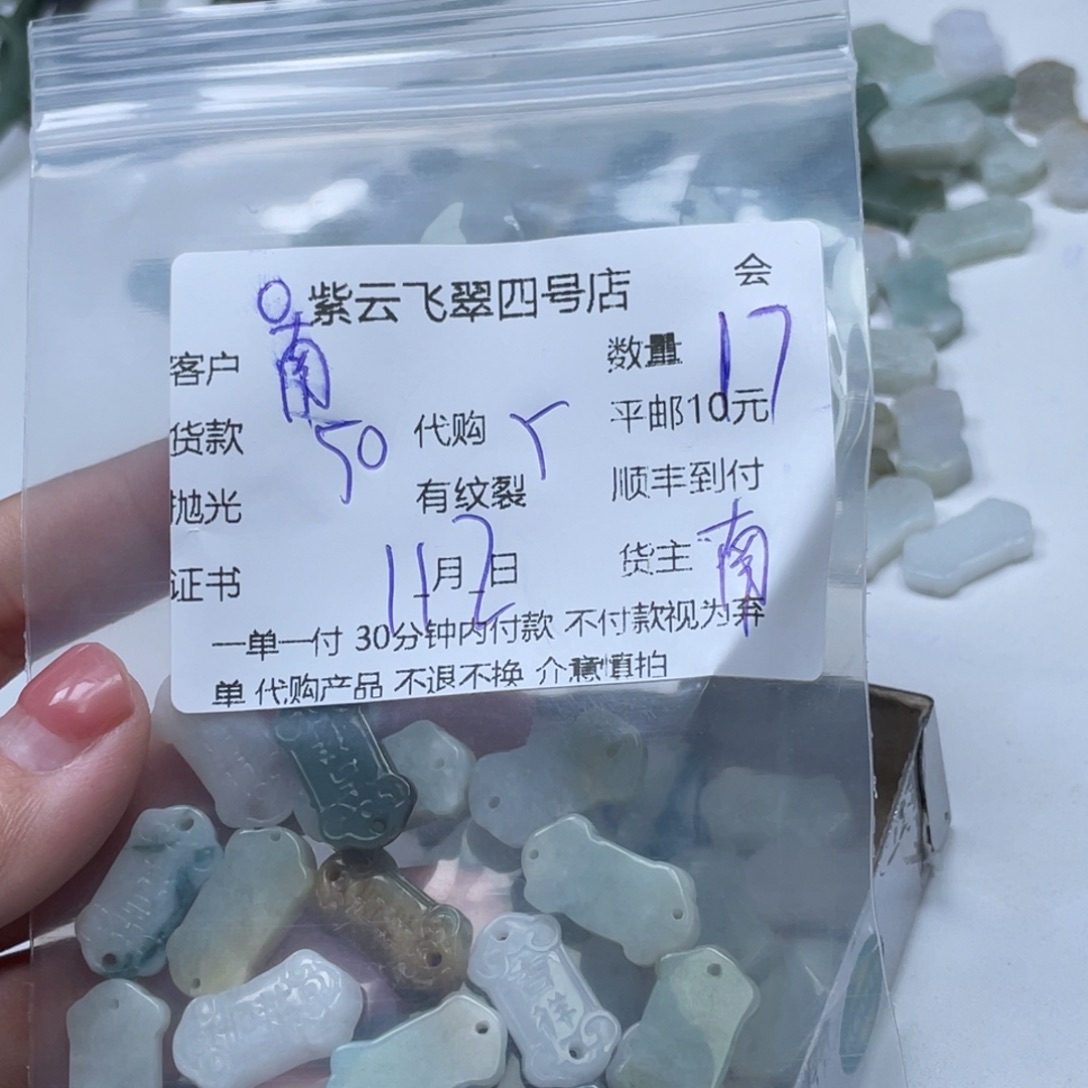 会
紫云飞翠四号店
客户 南 数量 17
货款 50 代购 平邮10元
抛光 有纹裂 顺丰到付
证书 11月2日 货主 南
一单一付 30分钟内付款 不付款视为弃
单 代购产品 不退不换 介意慎拍
吉祥